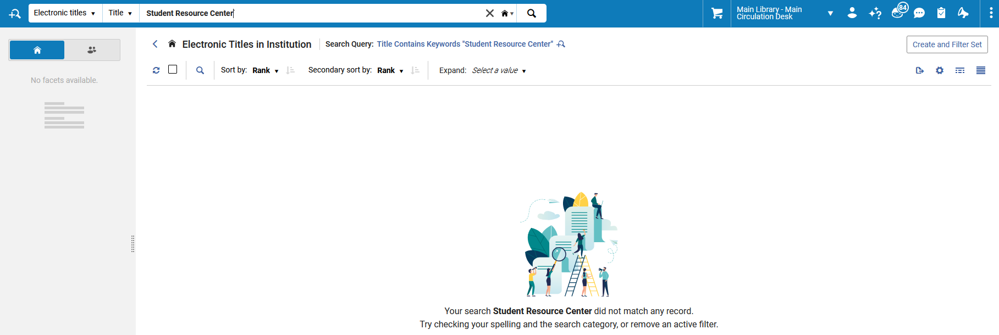 Electronic titles
Title
Student Resource Center
Main Library - Main
Circulation Desk
84
Electronic Titles in Institution
Search Query: Title Contains Keywords "Student Resource Center"
Create and Filter Set
Sort by: Rank
Secondary sort by: Rank
Expand: Select a value
No facets available.
Your search Student Resource Center did not match any record.
Try checking your spelling and the search category, or remove an active filter.